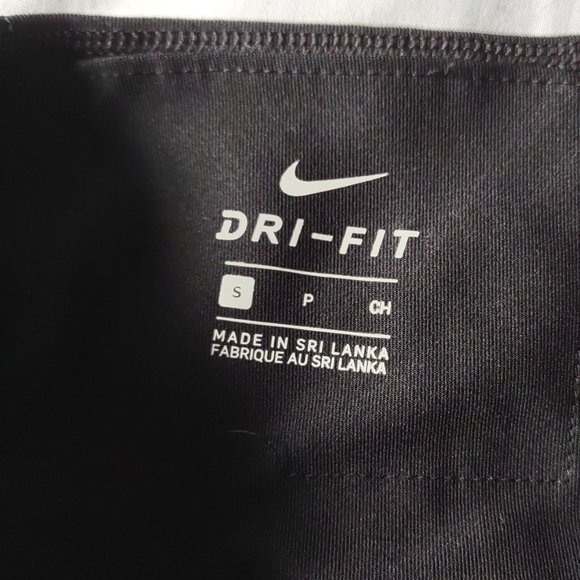 DRI-FIT
S P CH
MADE IN SRI LANKA
FABRIQUE AU SRI LANKA